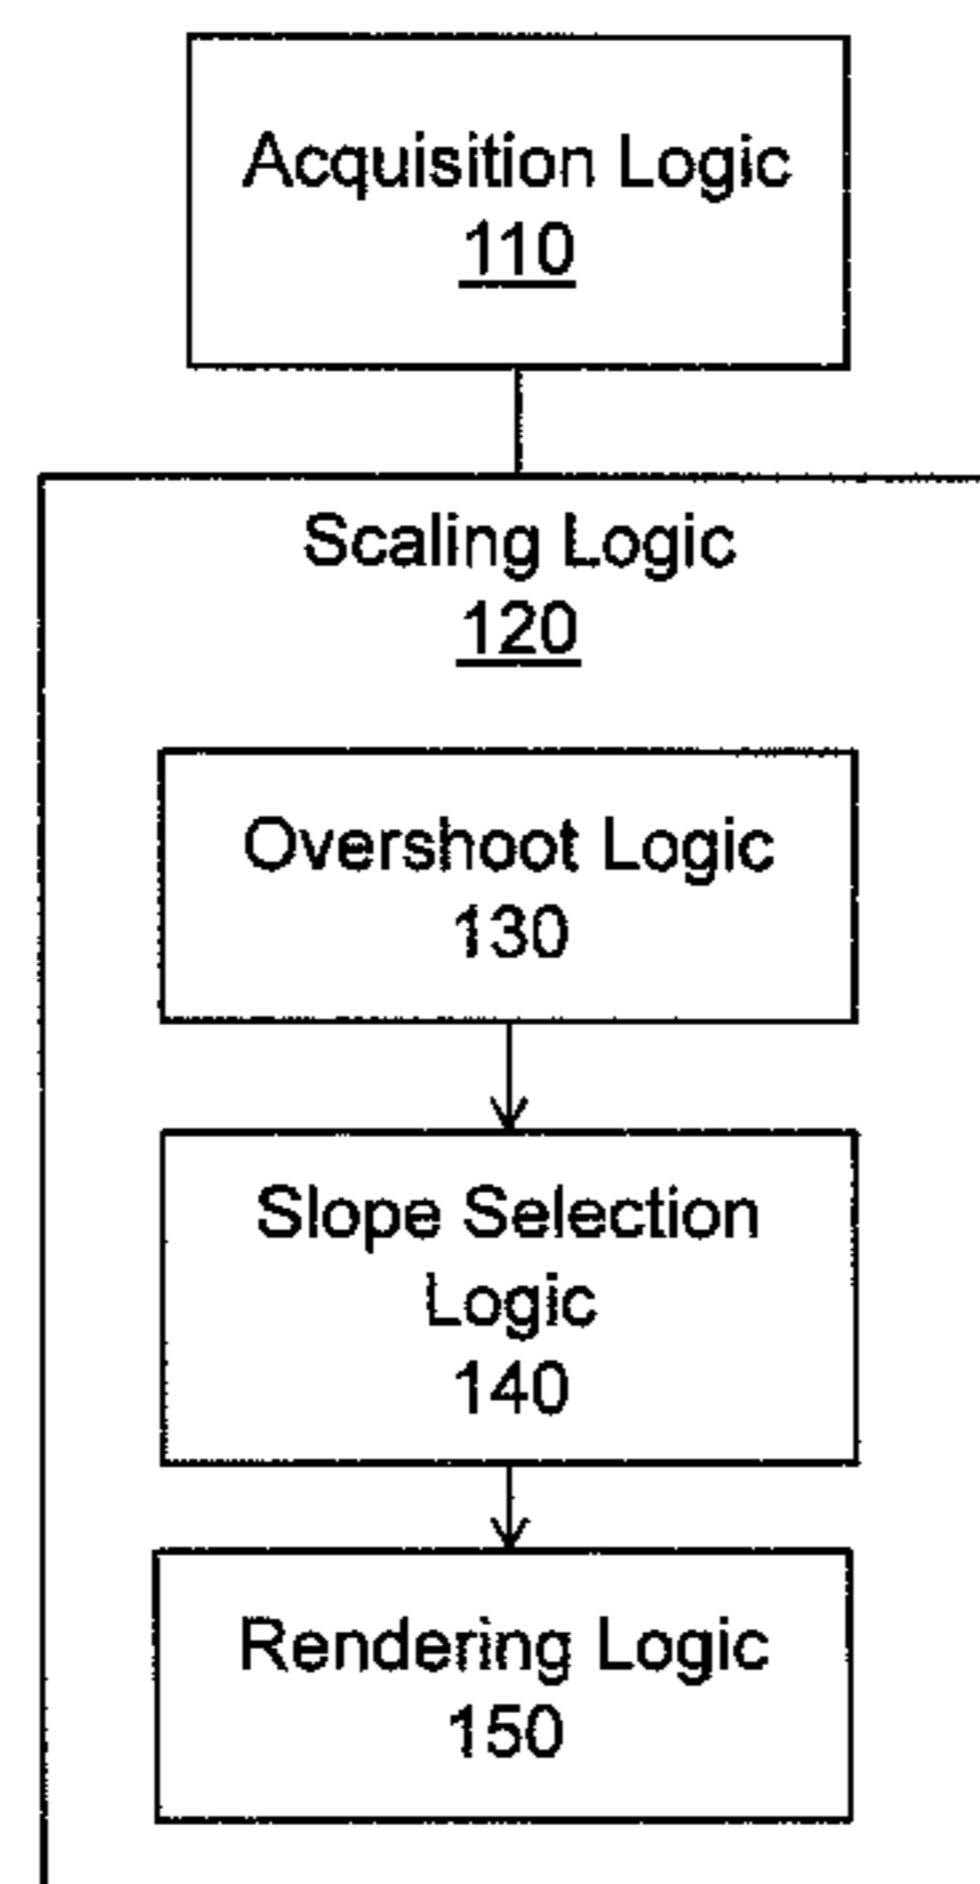 Acquisition Logic
110
Scaling Logic
120
Overshoot Logic
130
Slope Selection
Logic
140
Rendering Logic
150